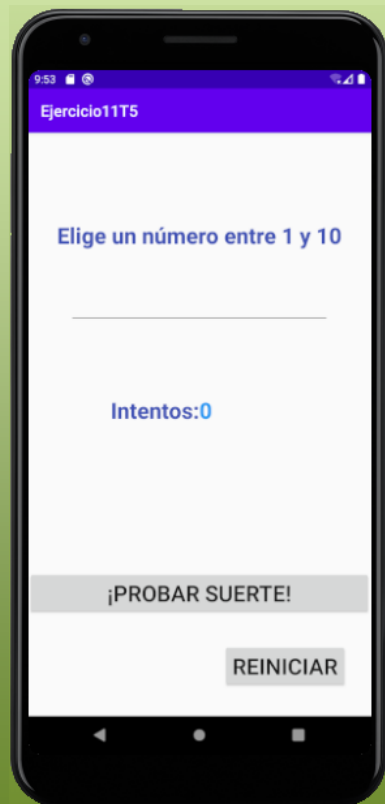 9:53
Ejercicio11T5
Elige un número entre 1 y 10
Intentos:0
¡PROBAR SUERTE!
REINICIAR